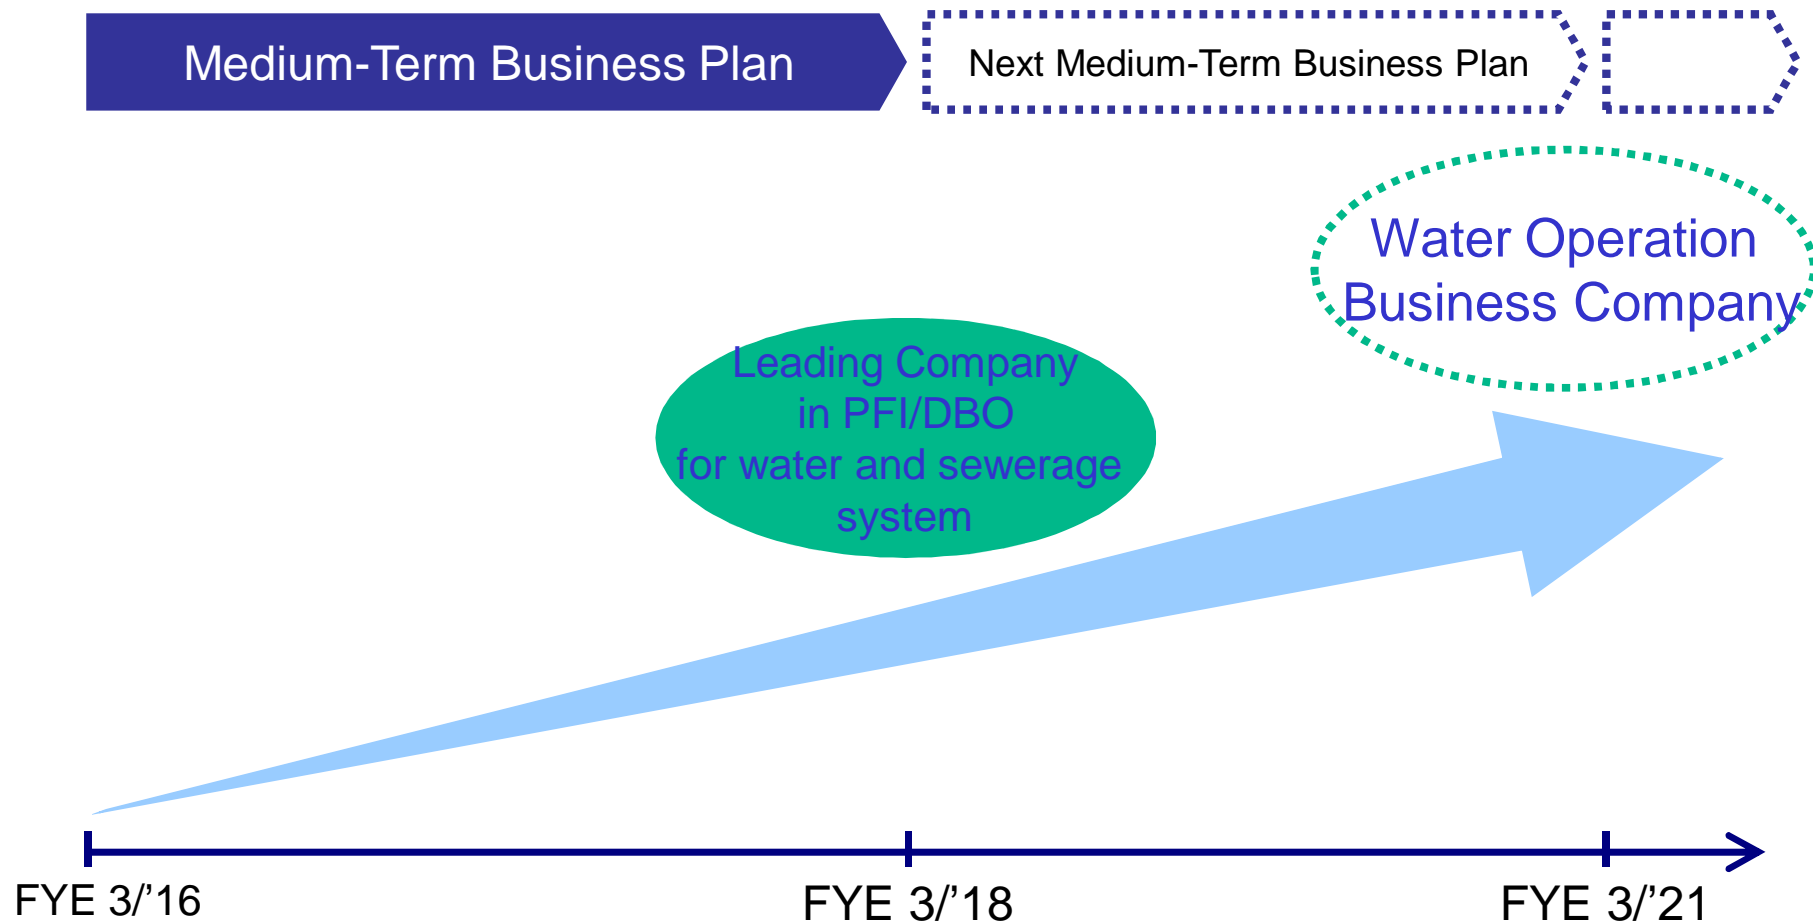 Medium-Term Business Plan
Next Medium-Term Business Plan
Water Operation
Business Company
Leading Company
in PFI/DBO
for water and sewerage
system
FYE 3/'16
FYE 3/'18
FYE 3/'21